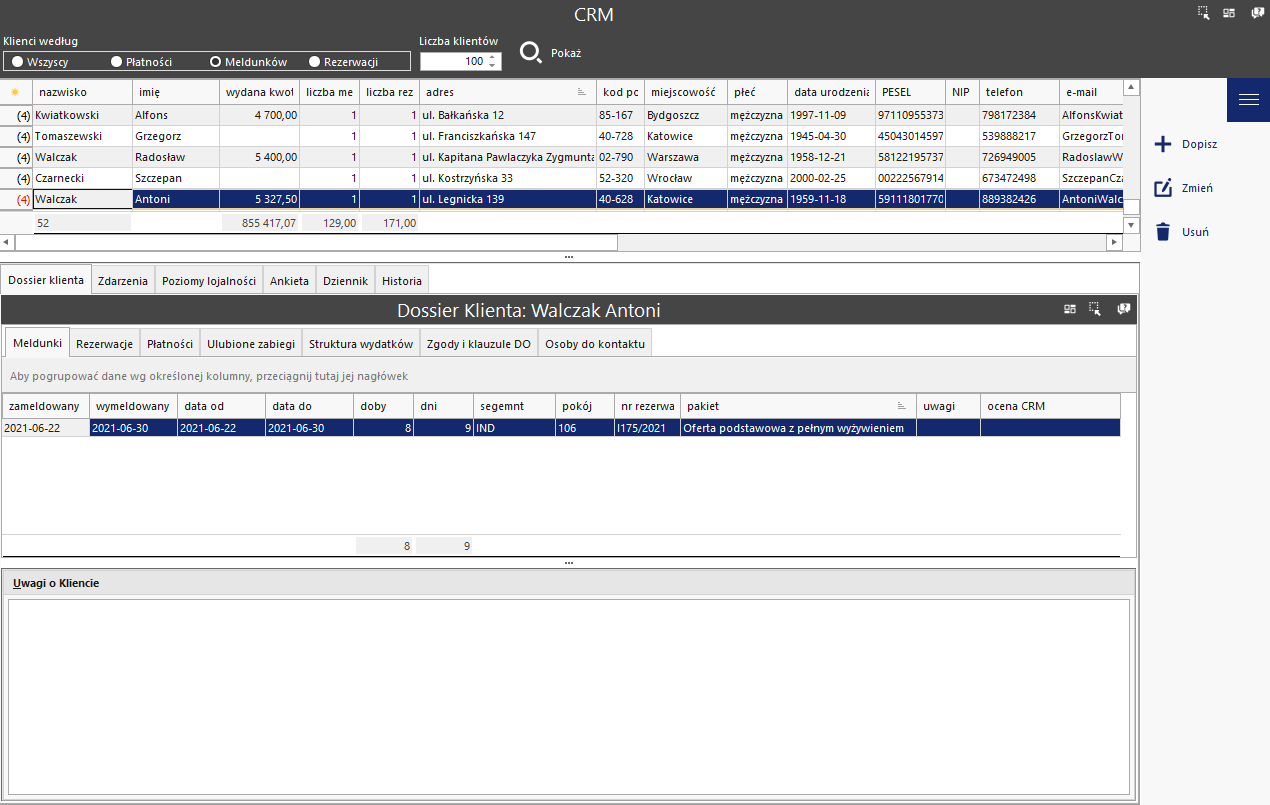 CRM
Klienci według
Liczba klientów
Wszyscy Płatności Meldunków Rezerwacji 100 Pokaż
nazwisko imię wydana kwot liczba me liczba rez adres kod po miejscowość płeć data urodzenia PESEL NIP telefon e-mail
(4) Kwiatkowski Alfons 4 700,00 1 1 ul. Bałkańska 12 85-167 Bydgoszcz mężczyzna 1997-11-09 97110955373 798172384 AlfonsKwiat
(4) Tomaszewski Grzegorz 1 1 ul. Franciszkańska 147 40-728 Katowice mężczyzna 1945-04-30 45043014597 539888217 GrzegorzTor
(4) Walczak Radosław 5 400,00 1 1 ul. Kapitana Pawlaczyka Zygmunta 02-790 Warszawa mężczyzna 1958-12-21 58122195737 726949005 RadoslawW
(4) Czarnecki Szczepan 1 1 ul. Kostrzyńska 33 52-320 Wrocław mężczyzna 2000-02-25 00222567914 673472498 SzczepanCza
(4) Walczak Antoni 5 327,50 1 1 ul. Legnicka 139 40-628 Katowice mężczyzna 1959-11-18 59111801770 889382426 AntoniWalc
52 855 417,07 129,00 171,00
Dopisz
Zmień
Usuń
Dossier klienta Zdarzenia Poziomy lojalności Ankieta Dziennik Historia
Dossier Klienta: Walczak Antoni
Meldunki Rezerwacje Płatności Ulubione zabiegi Struktura wydatków Zgody i klauzule DO Osoby do kontaktu
Aby pogrupować dane wg określonej kolumny, przeciągnij tutaj jej nagłówek
zameldowany wymeldowany data od data do doby dni segemnt pokój nr rezerwa pakiet uwagi ocena CRM
2021-06-22 2021-06-30 2021-06-22 2021-06-30 8 9 IND 106 I175/2021 Oferta podstawowa z pełnym wyżywieniem
8 9
Uwagi o Kliencie